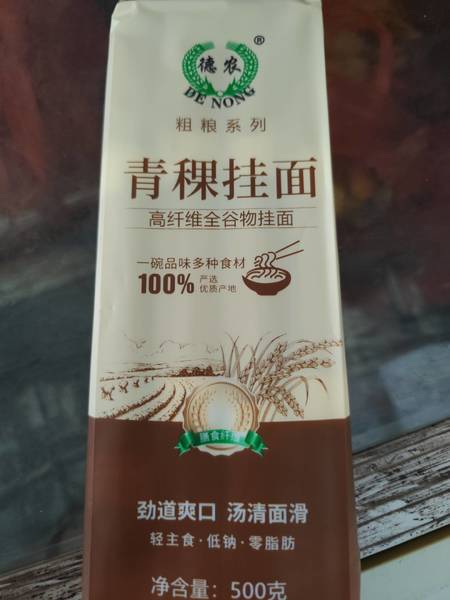 德农
®
DE NONG
粗粮系列
青稞挂面
高纤维全谷物挂面
一碗品味多种食材
100% 严选
优质产地
膳食纤维
劲道爽口 汤清面滑
轻主食·低钠·零脂肪
净含量：500克